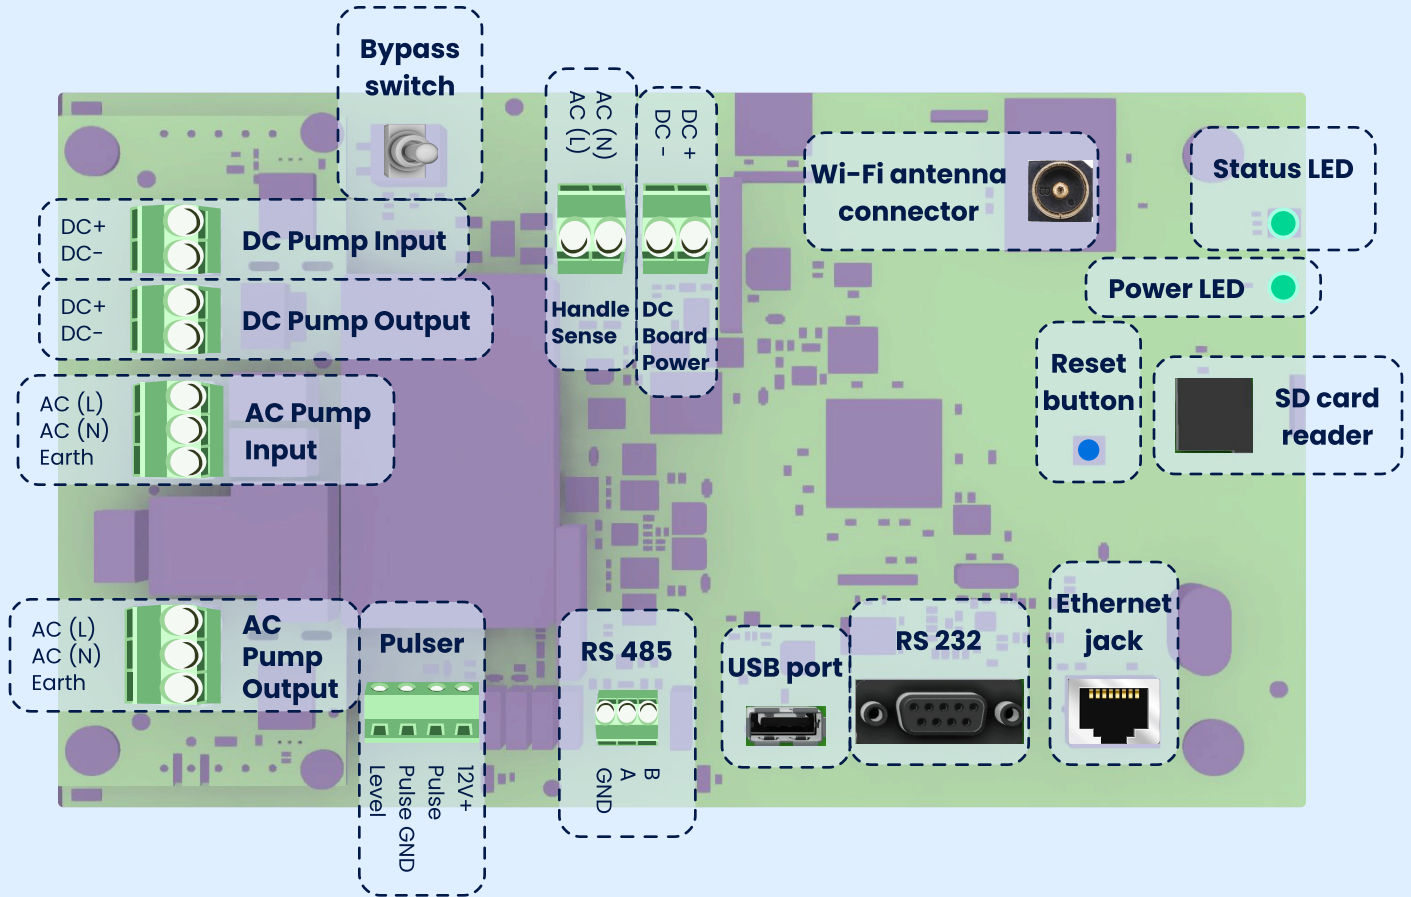 Bypass
switch
AC (L)
AC (N)
DC -
DC +
Handle
Sense
DC
Board
Power
Wi-Fi antenna
connector
Status LED
Power LED
Reset
button
SD card
reader
DC+
DC-
DC Pump Input
DC+
DC-
DC Pump Output
AC (L)
AC (N)
Earth
AC Pump
Input
AC (L)
AC (N)
Earth
AC
Pump
Output
Pulser
Level
Pulse GND
Pulse
12V+
RS 485
GND
A
B
USB port
RS 232
Ethernet
jack